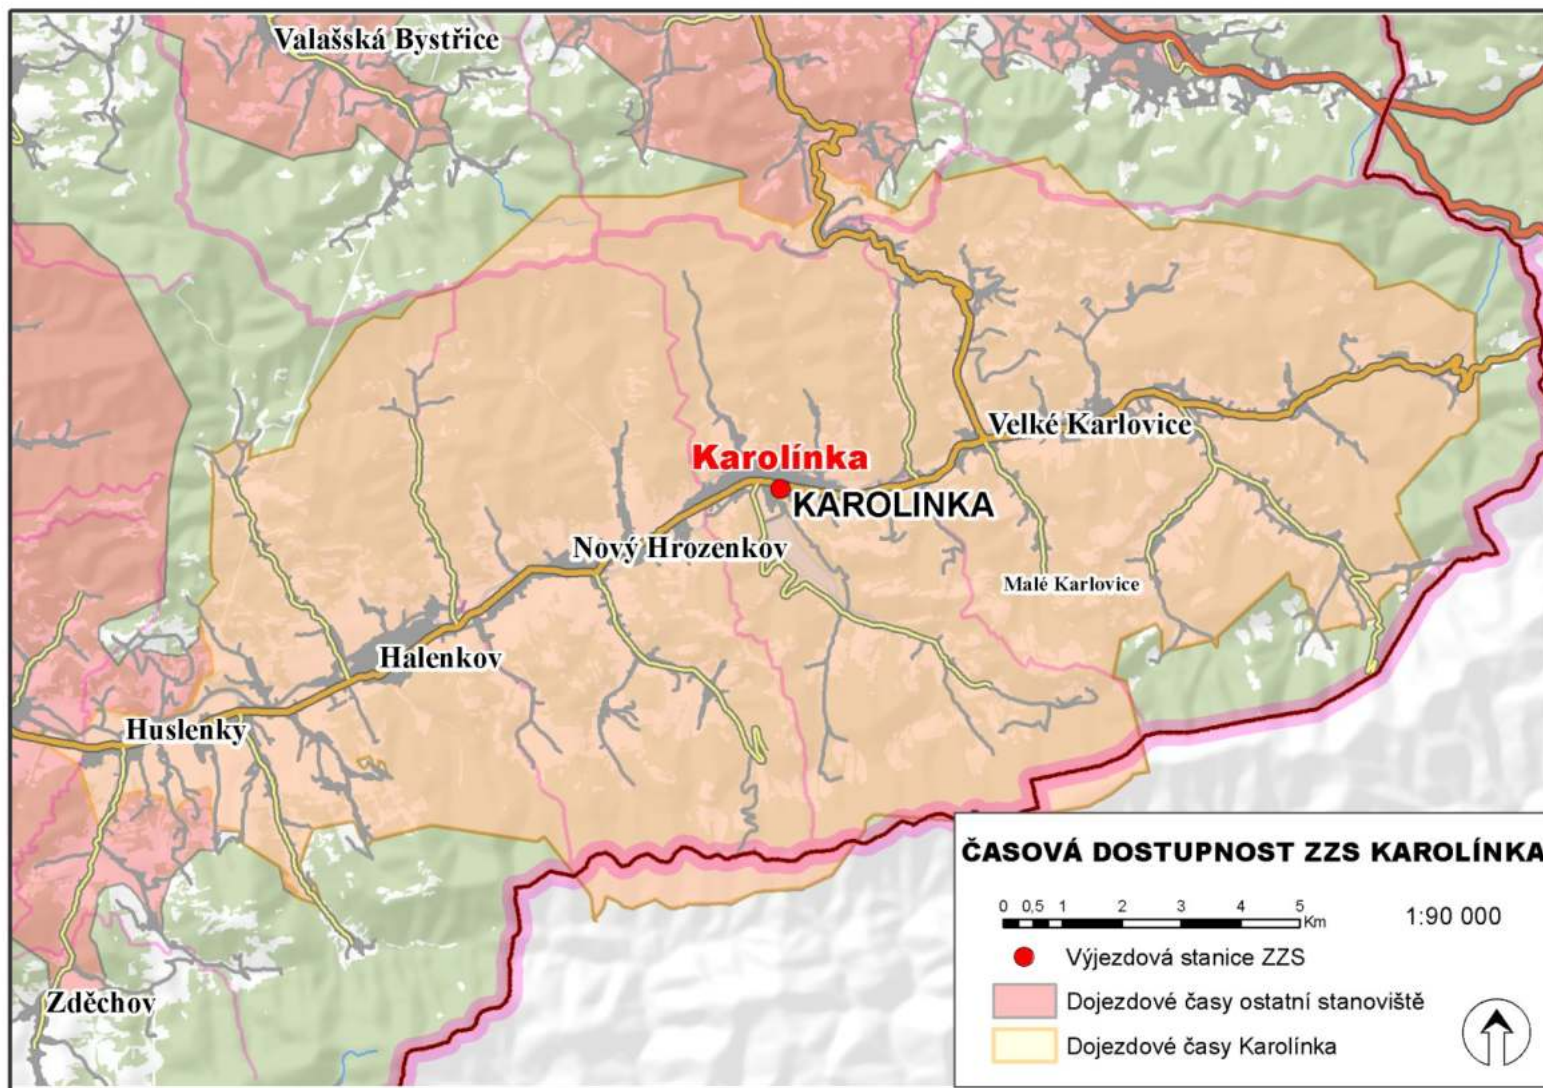 Valašská Bystřice
Velké Karlovice
Karolínka
KAROLINKA
Nový Hrozenkov
Malé Karlovice
Halenkov
Huslenky
Zděchov
ČASOVÁ DOSTUPNOST ZZS KAROLÍNKA
0 0,5 1 2 3 4 5
Km
1:90 000
Výjezdová stanice ZZS
Dojezdové časy ostatní stanoviště
Dojezdové časy Karolínka